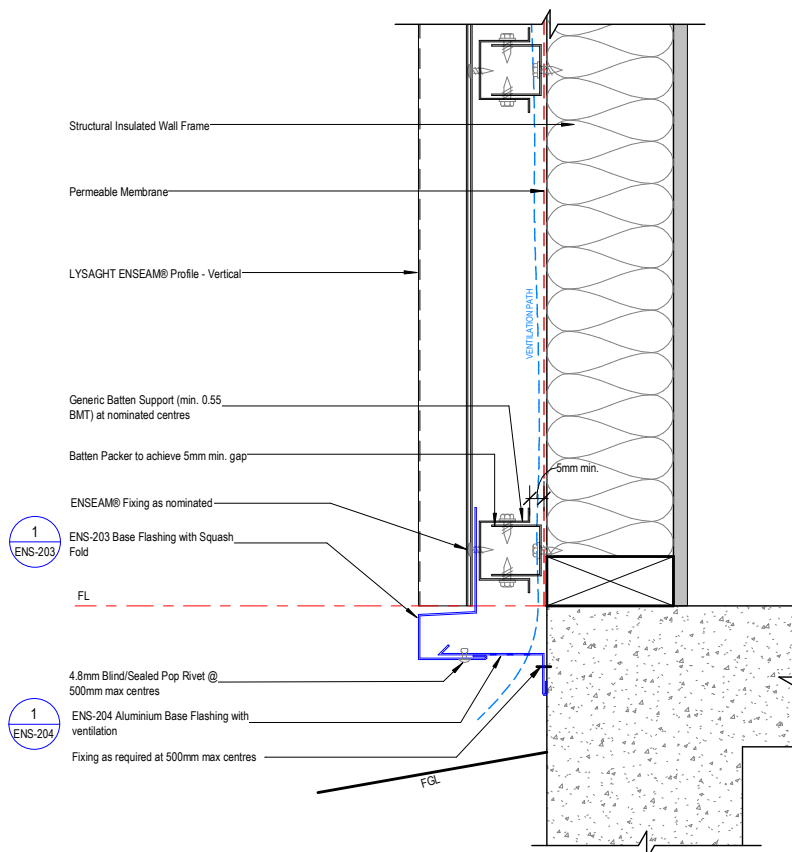 Structural Insulated Wall Frame
Permeable Membrane
LYSAGHT ENSEAM® Profile - Vertical
VENTILATION PATH
Generic Batten Support (min. 0.55
BMT) at nominated centres
Batten Packer to achieve 5mm min. gap
5mm min.
ENSEAM® Fixing as nominated
1
ENS-203
ENS-203 Base Flashing with Squash
Fold
FL
4.8mm Blind/Sealed Pop Rivet @
500mm max centres
1
ENS-204
ENS-204 Aluminium Base Flashing with
ventilation
Fixing as required at 500mm max centres
FGL